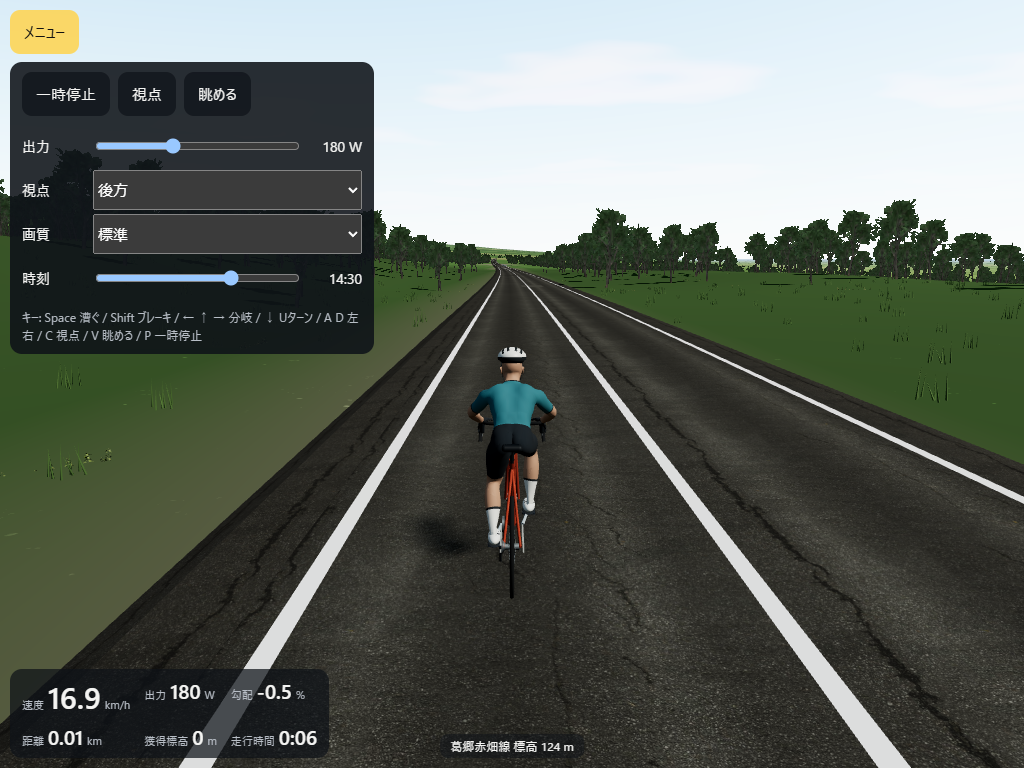 メニュー
一時停止 視点 眺める
出力 180 W
視点 後方
画質 標準
時刻 14:30
キー: Space 漕ぐ / Shift ブレーキ / ← ↑ → 分岐 / ↓ Uターン / A D 左
右 / C 視点 / V 眺める / P 一時停止
速度 16.9 km/h 出力 180 W 勾配 -0.5 %
距離 0.01 km 獲得標高 0 m 走行時間 0:06
葛郷赤畑線 標高 124 m